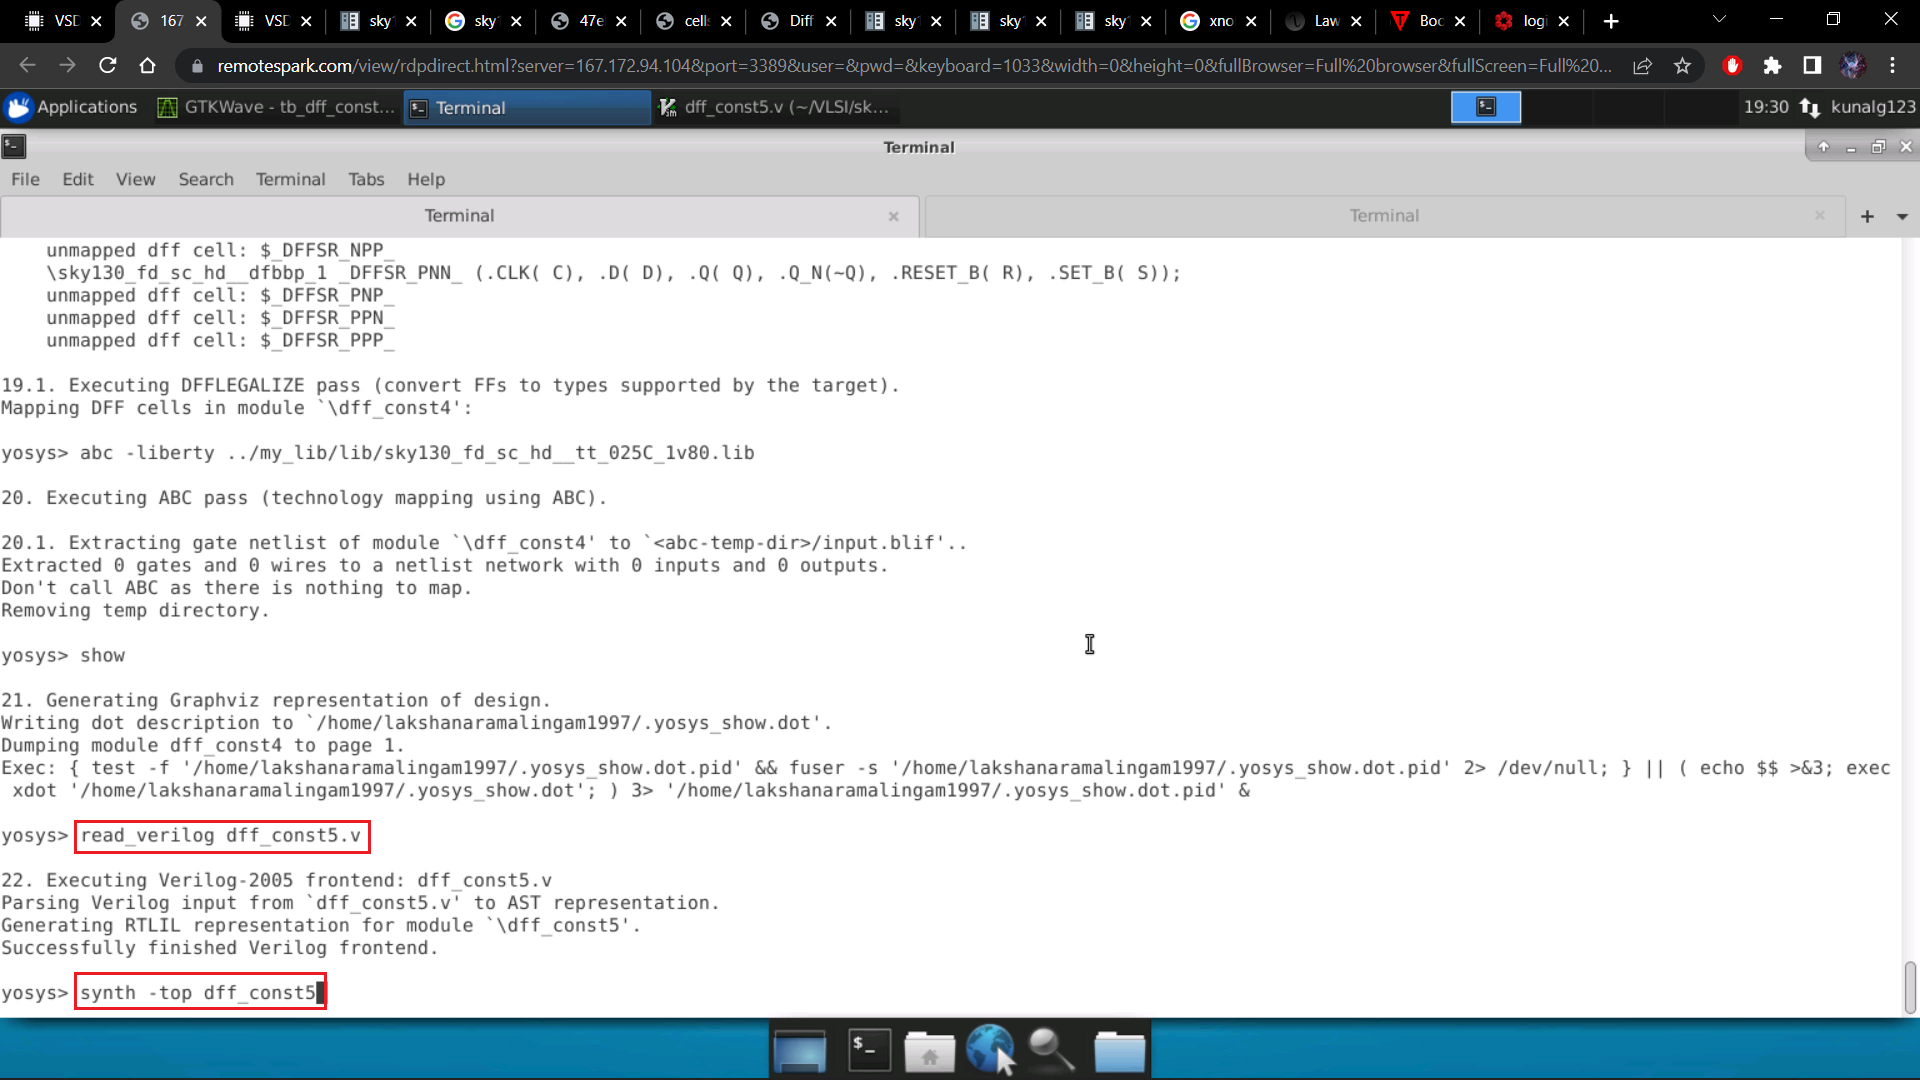 VSD
167
VSD
sky
sky
47e
cell
Diff
sky
sky
sky
xno
Law
Boc
logi
remotespark.com/view/rdpdirect.html?server=167.172.94.104&port=3389&user=&pwd=&keyboard=1033&width=0&height=0&fullBrowser=Full%20browser&fullScreen=Full%20...
Applications
GTKWave - tb_dff_const...
Terminal
dff_const5.v (~/VLSI/sk...
19:30
kunalg123
Terminal
File Edit View Search Terminal Tabs Help
Terminal
Terminal
unmapped dff cell: $_DFFSR_NPP_
\sky130_fd_sc_hd__dfbbp_1 _DFFSR_PNN_ (.CLK( C), .D( D), .Q( Q), .Q_N(~Q), .RESET_B( R), .SET_B( S));
unmapped dff cell: $_DFFSR_PNP_
unmapped dff cell: $_DFFSR_PPN_
unmapped dff cell: $_DFFSR_PPP_
19.1. Executing DFFLEGALIZE pass (convert FFs to types supported by the target).
Mapping DFF cells in module `\dff_const4':
yosys> abc -liberty ../my_lib/lib/sky130_fd_sc_hd__tt_025C_1v80.lib
20. Executing ABC pass (technology mapping using ABC).
20.1. Extracting gate netlist of module `\dff_const4' to `<abc-temp-dir>/input.blif'..
Extracted 0 gates and 0 wires to a netlist network with 0 inputs and 0 outputs.
Don't call ABC as there is nothing to map.
Removing temp directory.
yosys> show
21. Generating Graphviz representation of design.
Writing dot description to `/home/lakshanaramalingam1997/.yosys_show.dot'.
Dumping module dff_const4 to page 1.
Exec: { test -f '/home/lakshanaramalingam1997/.yosys_show.dot.pid' && fuser -s '/home/lakshanaramalingam1997/.yosys_show.dot.pid' 2> /dev/null; } || ( echo $$ >&3; exec
xdot '/home/lakshanaramalingam1997/.yosys_show.dot'; ) 3> '/home/lakshanaramalingam1997/.yosys_show.dot.pid' &
yosys> read_verilog dff_const5.v
22. Executing Verilog-2005 frontend: dff_const5.v
Parsing Verilog input from `dff_const5.v' to AST representation.
Generating RTLIL representation for module `\dff_const5'.
Successfully finished Verilog frontend.
yosys> synth -top dff_const5